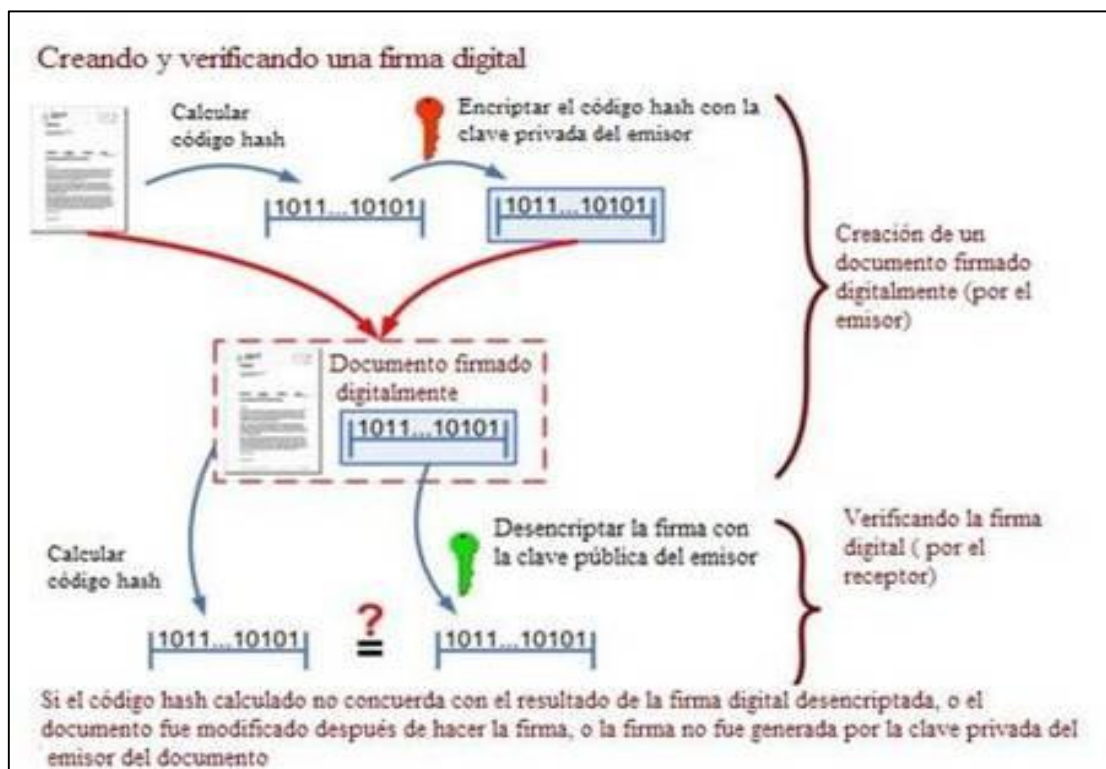 Creando y verificando una firma digital
Calcular
código hash
Encriptar el código hash con la
clave privada del emisor
1011...10101
1011...10101
Creación de un
documento firmado
digitalmente (por el
emisor)
Documento firmado
digitalmente
1011...10101
Calcular
código hash
Desencriptar la firma con
la clave pública del emisor
Verificando la firma
digital ( por el
receptor)
1011...10101
?
=
1011...10101
Si el código hash calculado no concuerda con el resultado de la firma digital desencriptada, o el
documento fue modificado después de hacer la firma, o la firma no fue generada por la clave privada del
emisor del documento